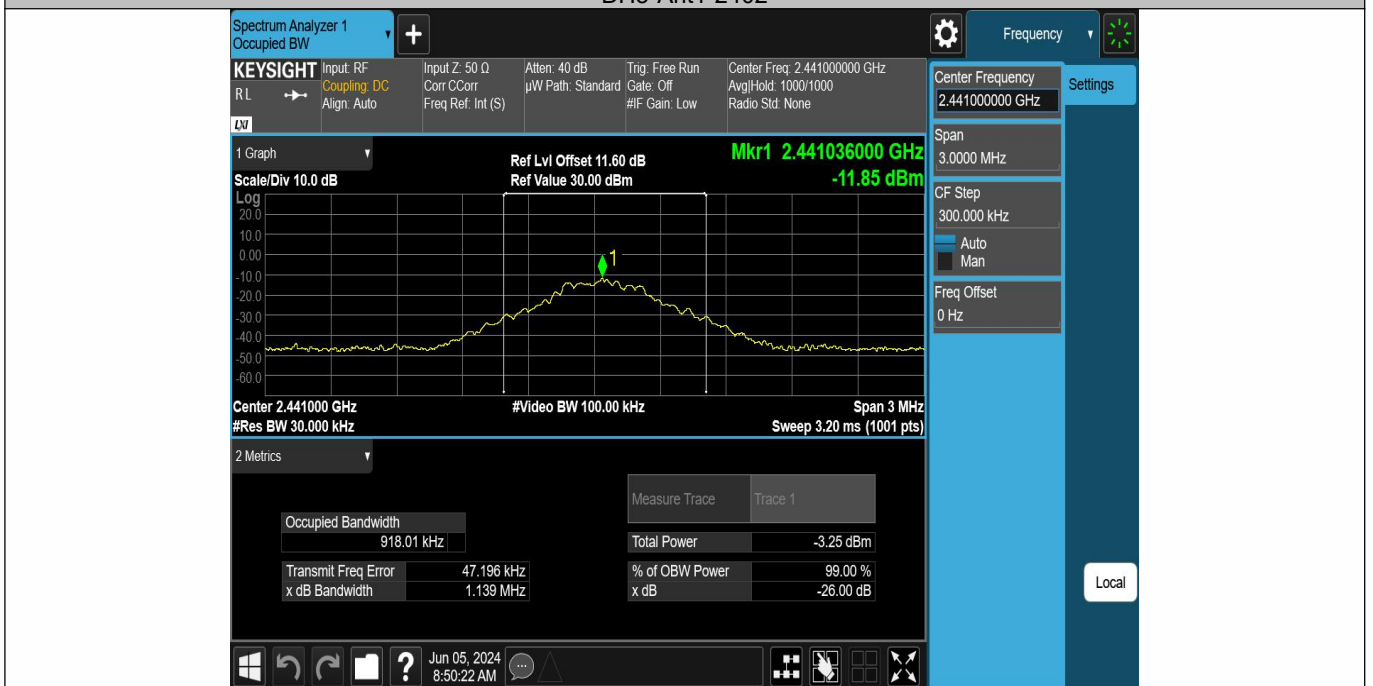 Spectrum Analyzer 1
Occupied BW
+
Frequency
KEYSIGHT
RL
LXI
Input: RF
Coupling: DC
Align: Auto
Input Z: 50 Ω
Corr CCorr
Freq Ref: Int (S)
Atten: 40 dB
µW Path: Standard
Trig: Free Run
Gate: Off
#IF Gain: Low
Center Freq: 2.441000000 GHz
Avg|Hold: 1000/1000
Radio Std: None
Center Frequency
2.441000000 GHz
Settings
Span
3.0000 MHz
CF Step
300.000 kHz
Auto
Man
Freq Offset
0 Hz
Local
1 Graph
Scale/Div 10.0 dB
Ref Lvl Offset 11.60 dB
Ref Value 30.00 dBm
Mkr1 2.441036000 GHz
-11.85 dBm
Log
20.0
10.0
0.00
-10.0
-20.0
-30.0
-40.0
-50.0
-60.0
1
Center 2.441000 GHz
#Video BW 100.00 kHz
Span 3 MHz
#Res BW 30.000 kHz
Sweep 3.20 ms (1001 pts)
2 Metrics
Measure Trace Trace 1
Occupied Bandwidth
918.01 kHz
Total Power -3.25 dBm
Transmit Freq Error 47.196 kHz
% of OBW Power 99.00 %
x dB Bandwidth 1.139 MHz
x dB -26.00 dB
?
Jun 05, 2024
8:50:22 AM